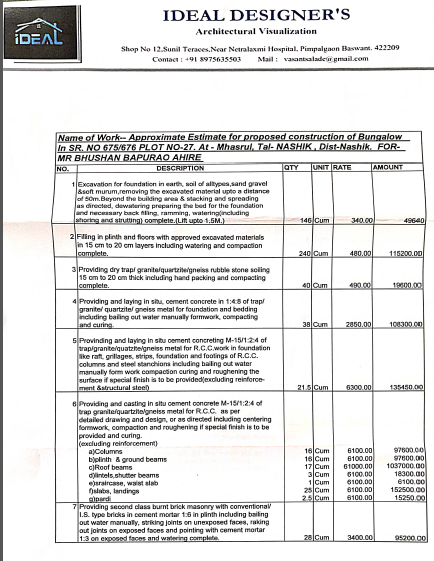 iDEAL
IDEAL DESIGNER'S
Architectural Visualization
Shop No 12,Sunil Teraces,Near Netralaxmi Hospital, Pimpalgaon Baswant. 422209
Contact : +91 8975635503 Mail : vasantsalade@gmail.com
Name of Work-- Approximate Estimate for proposed construction of Bungalow
In SR. NO 675/676 PLOT NO-27. At - Mhasrul, Tal- NASHIK , Dist-Nashik. FOR-
MR BHUSHAN BAPURAO AHIRE
NO. DESCRIPTION QTY UNIT RATE AMOUNT
1 Excavation for foundation in earth, soil of alltypes,sand gravel
&soft murum,removing the excavated material upto a distance
of 50m.Beyond the building area & stacking and spreading
as directed, dewatering preparing the bed for the foundation
and necessary back filling, ramming, watering(including
shoring and strutting) complete.(Lift upto 1.5M.) 146 Cum 340.00 49640
2 Filling in plinth and floors with approved excavated materials
in 15 cm to 20 cm layers including watering and compaction
complete. 240 Cum 480.00 115200.00
3 Providing dry trap/ granite/quartzite/gneiss rubble stone soiling
15 cm to 20 cm thick including hand packing and compacting
complete. 40 Cum 490.00 19600.00
4 Providing and laying in situ, cement concrete in 1:4:8 of trap/
granite/ quartzite/ gneiss metal for foundation and bedding
including bailing out water manually formwork, compacting
and curing. 38 Cum 2850.00 108300.00
5 Provinding and laying in situ cement concreting M-15/1:2:4 of
trap/granite/quatzite/gneiss metal for R.C.C.work in foundation
like raft, grillages, strips, foundation and footings of R.C.C.
columns and steel stanchions including bailing out water
manually form work compaction curing and roughening the
surface if special finish is to be provided(excluding reinforce-
ment &structural steel) 21.5 Cum 6300.00 135450.00
6 Providing and casting in situ cement concrete M-15/1:2:4 of
trap granite/quartzite/gneiss metal for R.C.C. as per
detailed drawing and design, or as directed including centering
formwork, compaction and roughening if special finish is to be
provided and curing.
(excluding reinforcement)
a)Columns 16 Cum 6100.00 97600.00
b)plinth & ground beams 16 Cum 6100.00 97600.00
c)Roof beams 17 Cum 61000.00 1037000.00
d)lintels,shutter beams 3 Cum 6100.00 18300.00
e)sraircase, waist slab 1 Cum 6100.00 6100.00
f)slabs, landings 25 Cum 6100.00 152500.00
g)pardi 2.5 Cum 6100.00 15250.00
7 Providing second class burnt brick masonry with conventional/
I.S. type bricks in cement mortar 1:6 in plinth including bailing
out water manually, striking joints on unexposed faces, raking
out joints on exposed faces and pointing with cement mortar
1:3 on exposed faces and watering complete. 28 Cum 3400.00 95200.00